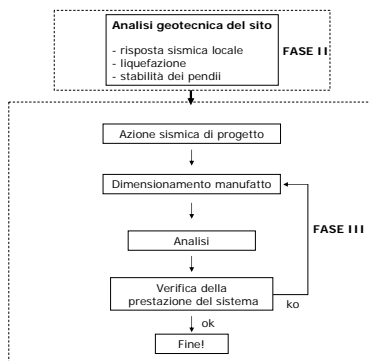 Analisi geotecnica del sito
- risposta sismica locale
- liquefazione
- stabilità dei pendii
FASE II
Azione sismica di progetto
Dimensionamento manufatto
Analisi
FASE III
Verifica della
prestazione del sistema
ko
ok
Fine!